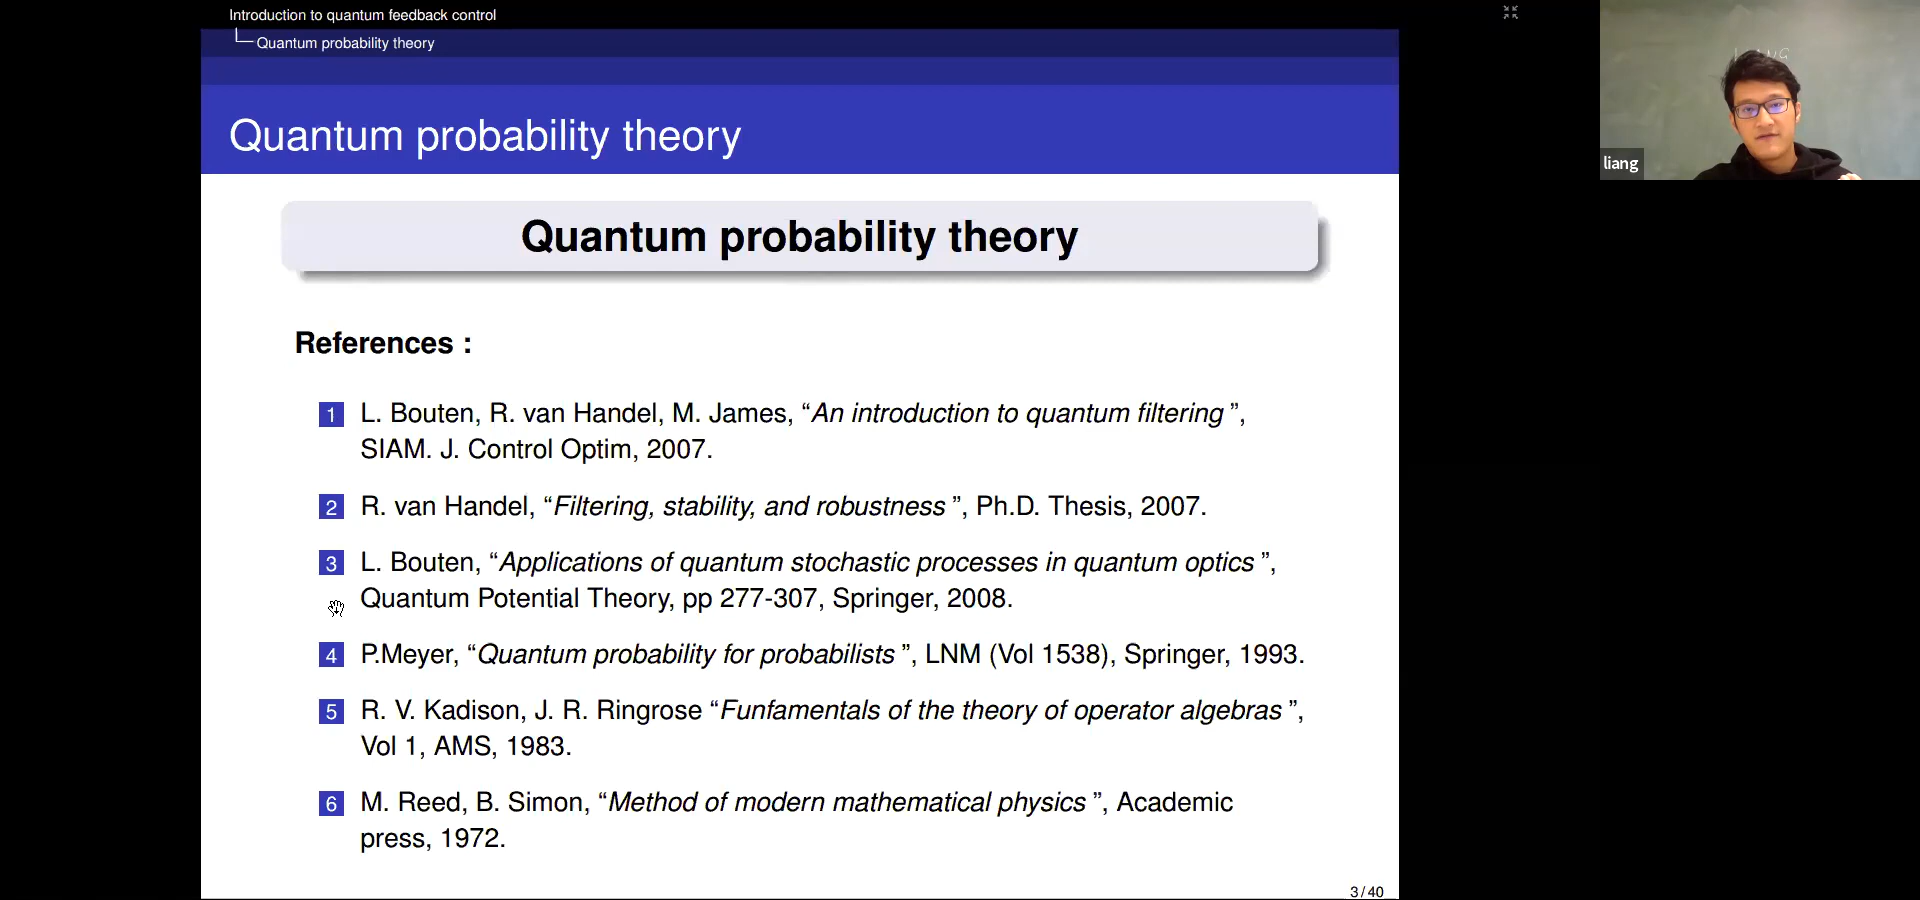 Introduction to quantum feedback control
Quantum probability theory
Quantum probability theory
Quantum probability theory
References :
1 L. Bouten, R. van Handel, M. James, “An introduction to quantum filtering ”,
SIAM. J. Control Optim, 2007.
2 R. van Handel, “Filtering, stability, and robustness ”, Ph.D. Thesis, 2007.
3 L. Bouten, “Applications of quantum stochastic processes in quantum optics ”,
Quantum Potential Theory, pp 277-307, Springer, 2008.
4 P.Meyer, “Quantum probability for probabilists ”, LNM (Vol 1538), Springer, 1993.
5 R. V. Kadison, J. R. Ringrose “Funfamentals of the theory of operator algebras ”,
Vol 1, AMS, 1983.
6 M. Reed, B. Simon, “Method of modern mathematical physics ”, Academic
press, 1972.
3 / 40
liang